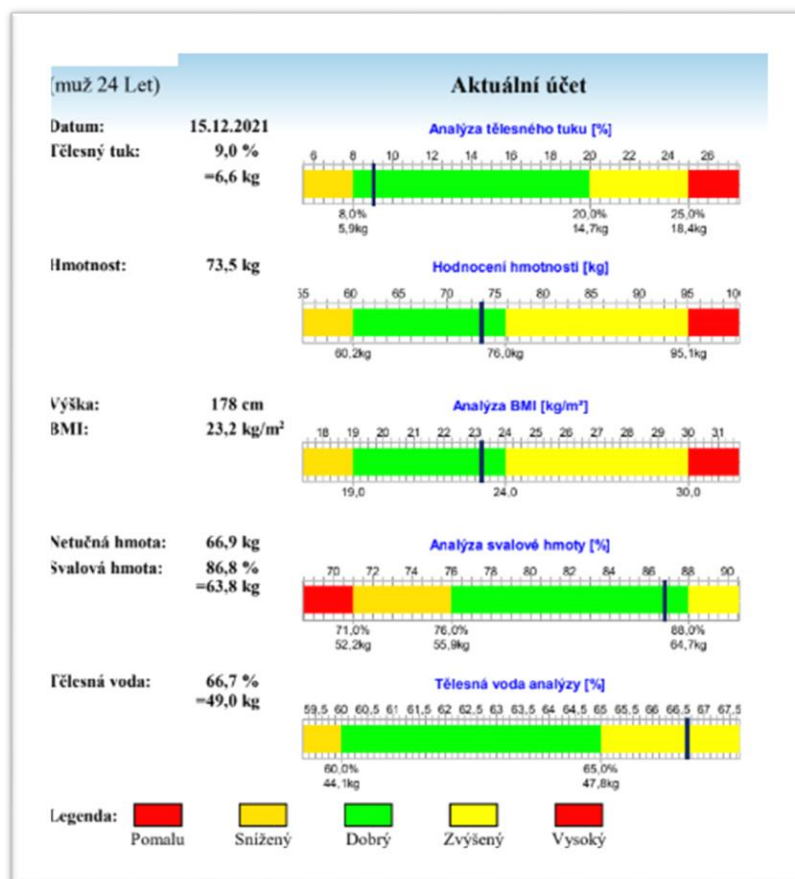 (muž 24 Let) Aktuální účet
Datum: 15.12.2021 Analýza tělesného tuku [%]
Tělesný tuk: 9,0 % 6 8 10 12 14 16 18 20 22 24 26
=6,6 kg
8,0% 20,0% 25,0%
5,9kg 14,7kg 18,4kg
Hmotnost: 73,5 kg Hodnocení hmotnosti [kg]
60 65 70 75 80 85 90 95
60,2kg 76,0kg 95,1kg
Výška: 178 cm Analýza BMI [kg/m²]
BMI: 23,2 kg/m² 18 19 20 21 22 23 24 25 26 27 28 29 30 31
19,0 24,0 30,0
Netučná hmota: 66,9 kg Analýza svalové hmoty [%]
Svalová hmota: 86,8 % 70 72 74 76 78 80 82 84 86 88 90
=63,8 kg
71,0% 76,0% 88,0%
52,2kg 55,9kg 64,7kg
Tělesná voda: 66,7 % Tělesná voda analýzy [%]
=49,0 kg 59,5 60 60,5 61 61,5 62 62,5 63 63,5 64 64,5 65 65,5 66 66,5 67 67,5
60,0% 65,0%
44,1kg 47,8kg
Legenda:
Pomalu Snížený Dobrý Zvýšený Vysoký